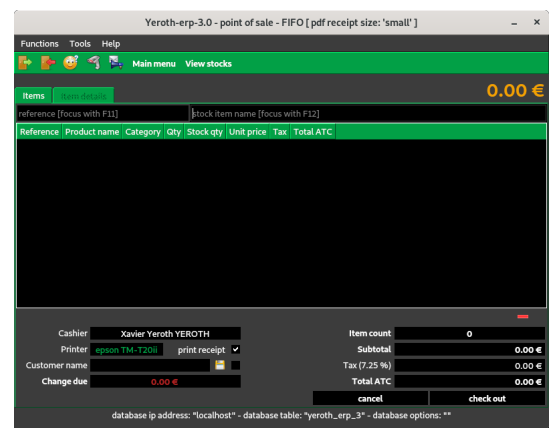 Yeroth-erp-3.0 - point of sale - FIFO [ pdf receipt size: 'small' ]
Functions Tools Help
Main menu View stocks
0.00 €
Items Item details
reference [focus with F11] stock item name [focus with F12]
Reference Product name Category Qty Stock qty Unit price Tax Total ATC
Cashier Xavier Yeroth YEROTH Item count 0
Printer epson TM-T20ii print receipt Subtotal 0.00 €
Customer name Tax (7.25 %) 0.00 €
Change due 0.00 € Total ATC 0.00 €
cancel check out
database ip address: "localhost" - database table: "yeroth_erp_3" - database options: ""